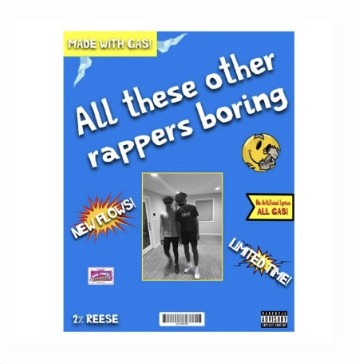 MADE WITH GAS!
All these other
rappers boring
NEW FLOWS!
No Artificial Lyrics
ALL GAS!
LIMITED TIME!
2% REESE
PARENTAL
ADVISORY
EXPLICIT CONTENT